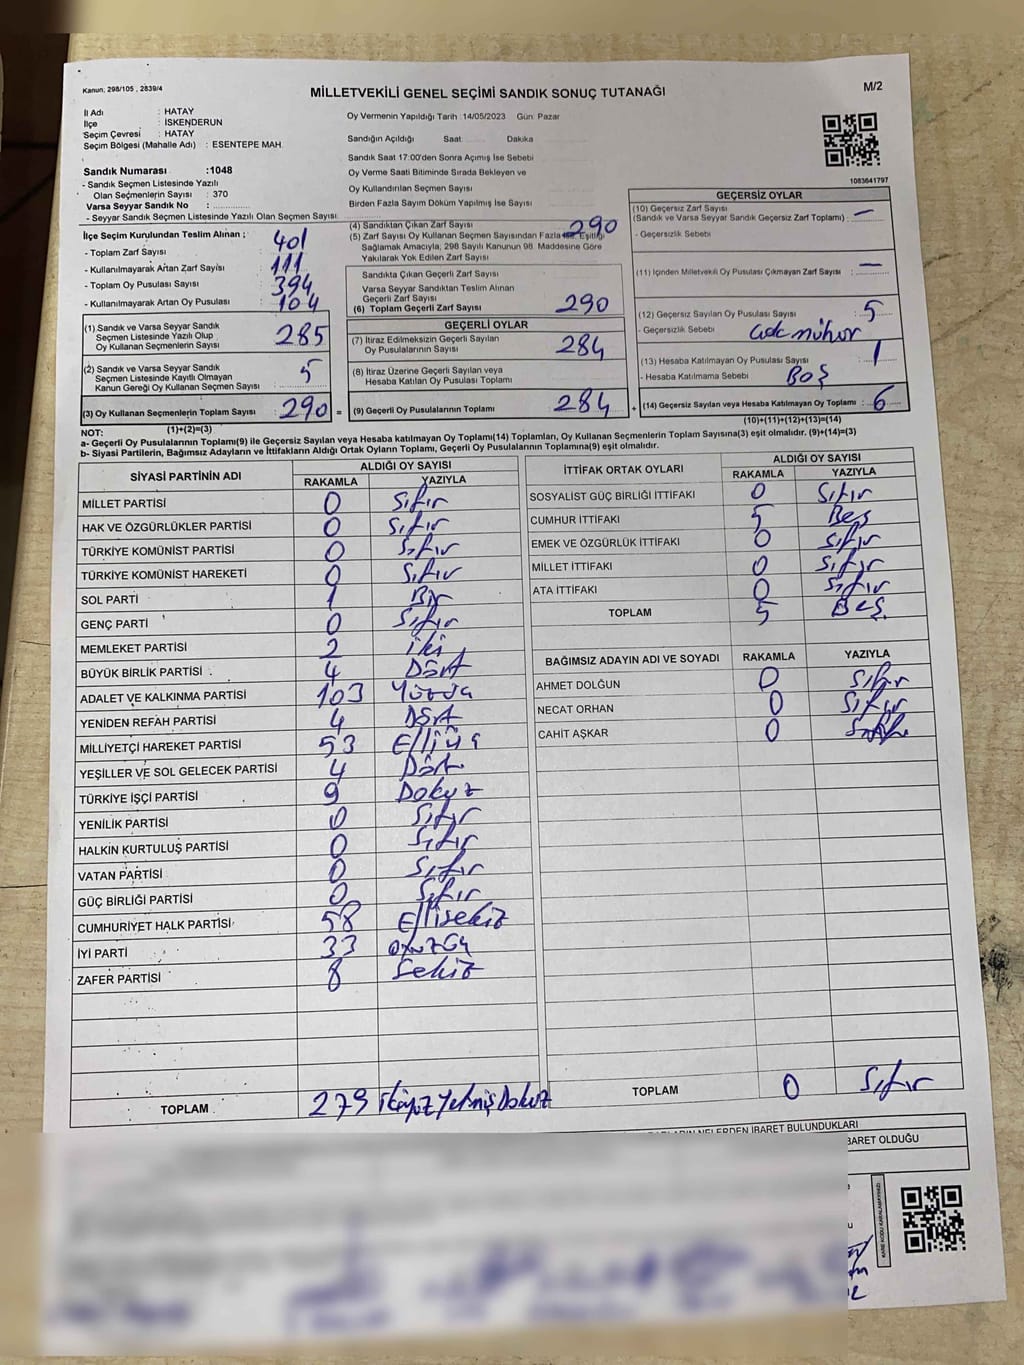 Kanun, 298/105 , 2839/4
MİLLETVEKİLİ GENEL SEÇİMİ SANDIK SONUÇ TUTANAĞI
M/2
İl Adı : HATAY
İlçe : İSKENDERUN
Seçim Çevresi : HATAY
Seçim Bölgesi (Mahalle Adı) : ESENTEPE MAH.
Sandık Numarası :1048
- Sandık Seçmen Listesinde Yazılı
Olan Seçmenlerin Sayısı : 370
Varsa Seyyar Sandık No :
- Seyyar Sandık Seçmen Listesinde Yazılı Olan Seçmen Sayısı:
Oy Vermenin Yapıldığı Tarih :14/05/2023 Gün Pazar
Sandığın Açıldığı Saat: Dakika
Sandık Saat 17:00'den Sonra Açımış İse Sebebi
Oy Verme Saati Bitiminde Sırada Bekleyen ve
Oy Kullandırılan Seçmen Sayısı
Birden Fazla Sayım Döküm Yapılmış İse Sayısı
1083641797
İlçe Seçim Kurulundan Teslim Alınan ;
- Toplam Zarf Sayısı : 401
- Kullanılmayarak Artan Zarf Sayısı : 111
- Toplam Oy Pusulası Sayısı : 394
- Kullanılmayarak Artan Oy Pusulası : 104
(1) Sandık ve Varsa Seyyar Sandık
Seçmen Listesinde Yazılı Olup
Oy Kullanan Seçmenlerin Sayısı : 285
(2) Sandık ve Varsa Seyyar Sandık
Seçmen Listesinde Kayıtlı Olmayan
Kanun Gereği Oy Kullanan Seçmen Sayısı : 5
(3) Oy Kullanan Seçmenlerin Toplam Sayısı : 290 =
(1)+(2)=(3)
(4) Sandıktan Çıkan Zarf Sayısı 290
(5) Zarf Sayısı Oy Kullanan Seçmen Sayısından Fazla ise, Eşitliği
Sağlamak Amacıyla, 298 Sayılı Kanunun 98. Maddesine Göre
Yakılarak Yok Edilen Zarf Sayısı
Sandıkta Çıkan Geçerli Zarf Sayısı
Varsa Seyyar Sandıktan Teslim Alınan
Geçerli Zarf Sayısı
(6) Toplam Geçerli Zarf Sayısı 290
GEÇERLİ OYLAR
(7) İtiraz Edilmeksizin Geçerli Sayılan
Oy Pusulalarının Sayısı : 284
(8) İtiraz Üzerine Geçerli Sayılan veya
Hesaba Katılan Oy Pusulası Toplamı
(9) Geçerli Oy Pusulalarının Toplamı : 284 +
GEÇERSİZ OYLAR
(10) Geçersiz Zarf Sayısı
(Sandık ve Varsa Seyyar Sandık Geçersiz Zarf Toplamı) : —
- Geçersizlik Sebebi
(11) İçinden Milletvekili Oy Pusulası Çıkmayan Zarf Sayısı : —
(12) Geçersiz Sayılan Oy Pusulası Sayısı : 5
- Geçersizlik Sebebi :
(13) Hesaba Katılmayan Oy Pusulası Sayısı : 1
- Hesaba Katılmama Sebebi : BOŞ
(14) Geçersiz Sayılan veya Hesaba Katılmayan Oy Toplamı : 6
(10)+(11)+(12)+(13)=(14)
NOT:
a- Geçerli Oy Pusulalarının Toplamı(9) ile Geçersiz Sayılan veya Hesaba katılmayan Oy Toplamı(14) Toplamları, Oy Kullanan Seçmenlerin Toplam Sayısına(3) eşit olmalıdır. (9)+(14)=(3)
b- Siyasi Partilerin, Bağımsız Adayların ve İttifakların Aldığı Ortak Oyların Toplamı, Geçerli Oy Pusulalarının Toplamına(9) eşit olmalıdır.
SİYASİ PARTİNİN ADI
ALDIĞI OY SAYISI
RAKAMLA YAZIYLA
MİLLET PARTİSİ 0 Sıfır
HAK VE ÖZGÜRLÜKLER PARTİSİ 0 Sıfır
TÜRKİYE KOMÜNİST PARTİSİ 0 Sıfır
TÜRKİYE KOMÜNİST HAREKETİ 0 Sıfır
SOL PARTİ 1 Bir
GENÇ PARTİ 0 Sıfır
MEMLEKET PARTİSİ 2 iki
BÜYÜK BİRLİK PARTİSİ 4 Dört
ADALET VE KALKINMA PARTİSİ 103 Yüzüç
YENİDEN REFAH PARTİSİ 4 Dört
MİLLİYETÇİ HAREKET PARTİSİ 53 Elliüç
YEŞİLLER VE SOL GELECEK PARTİSİ 4 Dört
TÜRKİYE İŞÇİ PARTİSİ 9 Dokuz
YENİLİK PARTİSİ 0 Sıfır
HALKIN KURTULUŞ PARTİSİ 0 Sıfır
VATAN PARTİSİ 0 Sıfır
GÜÇ BİRLİĞİ PARTİSİ 0 Sıfır
CUMHURİYET HALK PARTİSİ 58 Ellisekiz
İYİ PARTİ 33 otuzüç
ZAFER PARTİSİ 8 Sekiz
TOPLAM 279 ikiyüzYetmişDokuz
İTTİFAK ORTAK OYLARI
ALDIĞI OY SAYISI
RAKAMLA YAZIYLA
SOSYALİST GÜÇ BİRLİĞİ İTTİFAKI 0 Sıfır
CUMHUR İTTİFAKI 5 Beş
EMEK VE ÖZGÜRLÜK İTTİFAKI 0 Sıfır
MİLLET İTTİFAKI 0 Sıfır
ATA İTTİFAKI 0 Sıfır
TOPLAM 5 BEŞ
BAĞIMSIZ ADAYIN ADI VE SOYADI RAKAMLA YAZIYLA
AHMET DOLĞUN 0 Sıfır
NECAT ORHAN 0 Sıfır
CAHİT AŞKAR 0 Sıfır
TOPLAM 0 Sıfır
NELERDEN İBARET BULUNDUKLARI
İBARET OLDUĞU